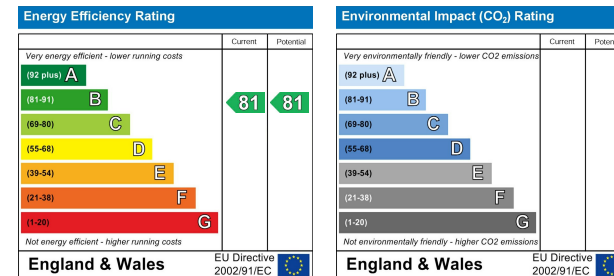 Energy Efficiency Rating
Current Potential
Very energy efficient - lower running costs
(92 plus) A
(81-91) B 81 81
(69-80) C
(55-68) D
(39-54) E
(21-38) F
(1-20) G
Not energy efficient - higher running costs
England & Wales
EU Directive
2002/91/EC
Environmental Impact (CO₂) Rating
Current Poten
Very environmentally friendly - lower CO2 emissions
(92 plus) A
(81-91) B
(69-80) C
(55-68) D
(39-54) E
(21-38) F
(1-20) G
Not environmentally friendly - higher CO2 emissions
England & Wales
EU Directive
2002/91/EC